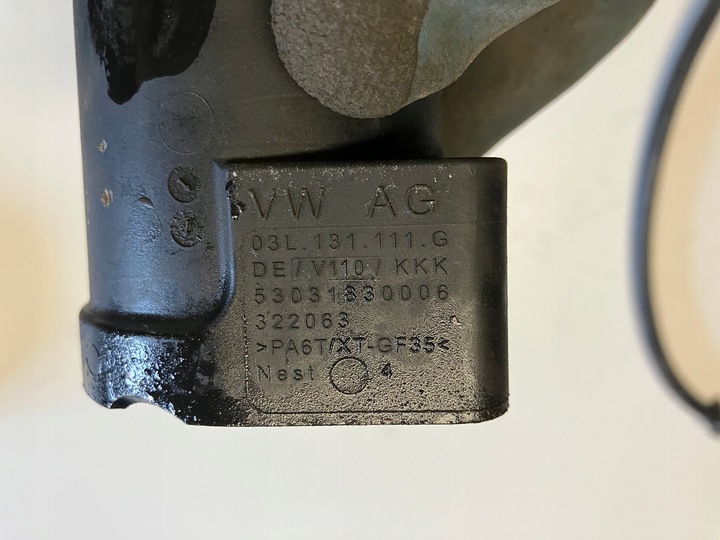 VW AG
03L.131.111.G
DE/V110/KKK
53031830006
322063
>PA6T/XT-GF35<
Nest 4